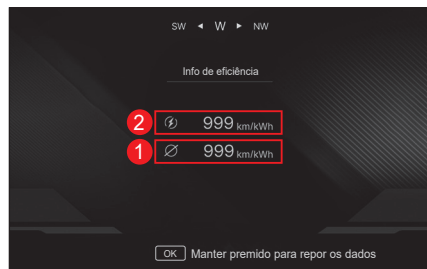 SW ◄ W ► NW
Info de eficiência
2 999 km/kWh
1 999 km/kWh
OK Manter premido para repor os dados